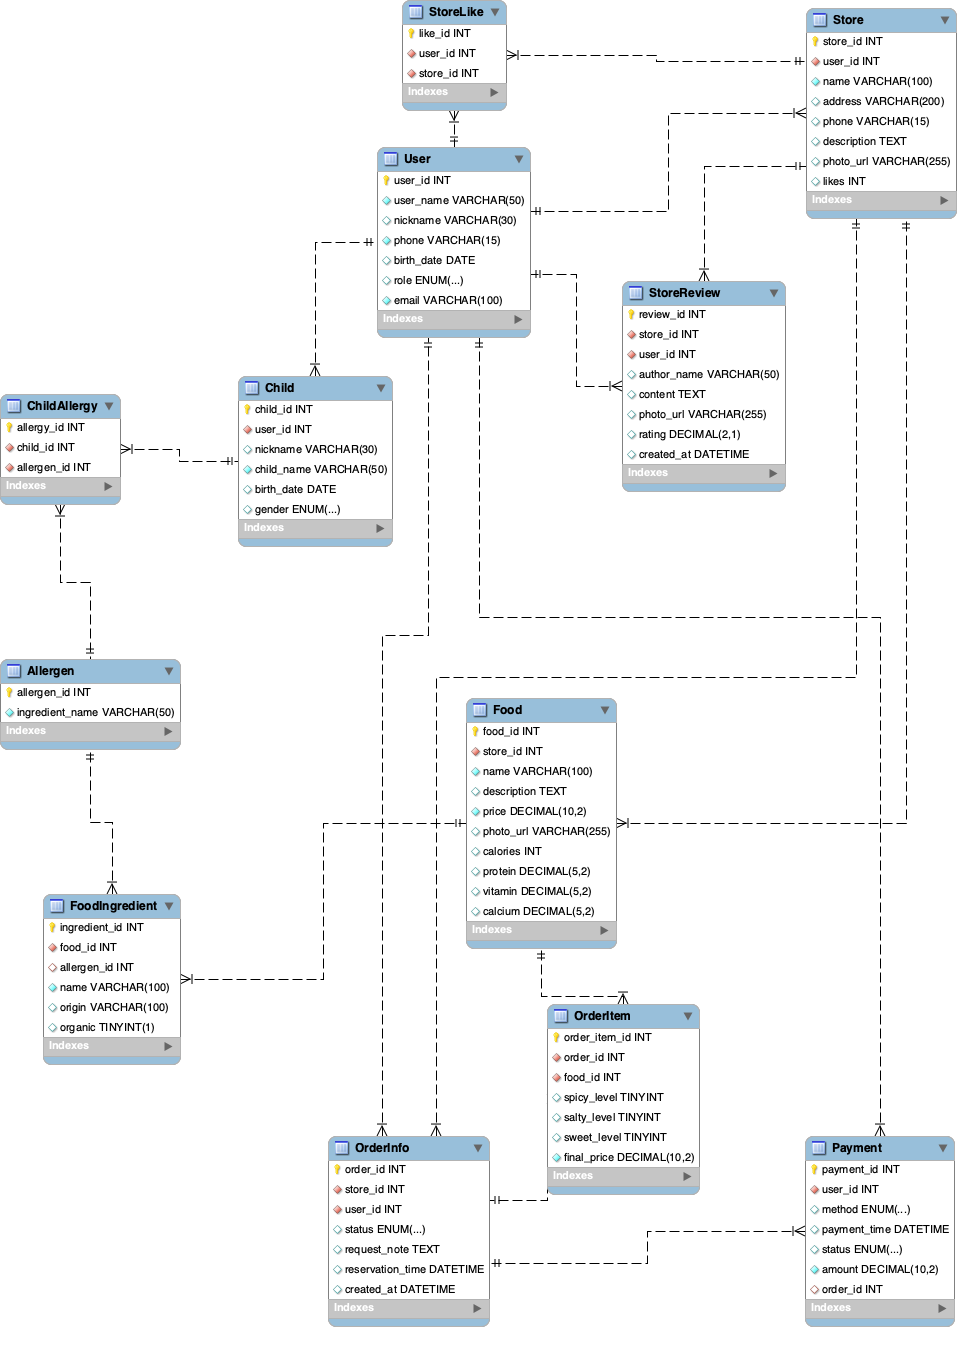 StoreLike
like_id INT
user_id INT
store_id INT
Indexes
Store
store_id INT
user_id INT
name VARCHAR(100)
address VARCHAR(200)
phone VARCHAR(15)
description TEXT
photo_url VARCHAR(255)
likes INT
Indexes
User
user_id INT
user_name VARCHAR(50)
nickname VARCHAR(30)
phone VARCHAR(15)
birth_date DATE
role ENUM(...)
email VARCHAR(100)
Indexes
StoreReview
review_id INT
store_id INT
user_id INT
author_name VARCHAR(50)
content TEXT
photo_url VARCHAR(255)
rating DECIMAL(2,1)
created_at DATETIME
Indexes
Child
child_id INT
user_id INT
nickname VARCHAR(30)
child_name VARCHAR(50)
birth_date DATE
gender ENUM(...)
Indexes
ChildAllergy
allergy_id INT
child_id INT
allergen_id INT
Indexes
Allergen
allergen_id INT
ingredient_name VARCHAR(50)
Indexes
Food
food_id INT
store_id INT
name VARCHAR(100)
description TEXT
price DECIMAL(10,2)
photo_url VARCHAR(255)
calories INT
protein DECIMAL(5,2)
vitamin DECIMAL(5,2)
calcium DECIMAL(5,2)
Indexes
FoodIngredient
ingredient_id INT
food_id INT
allergen_id INT
name VARCHAR(100)
origin VARCHAR(100)
organic TINYINT(1)
Indexes
OrderItem
order_item_id INT
order_id INT
food_id INT
spicy_level TINYINT
salty_level TINYINT
sweet_level TINYINT
final_price DECIMAL(10,2)
Indexes
OrderInfo
order_id INT
store_id INT
user_id INT
status ENUM(...)
request_note TEXT
reservation_time DATETIME
created_at DATETIME
Indexes
Payment
payment_id INT
user_id INT
method ENUM(...)
payment_time DATETIME
status ENUM(...)
amount DECIMAL(10,2)
order_id INT
Indexes